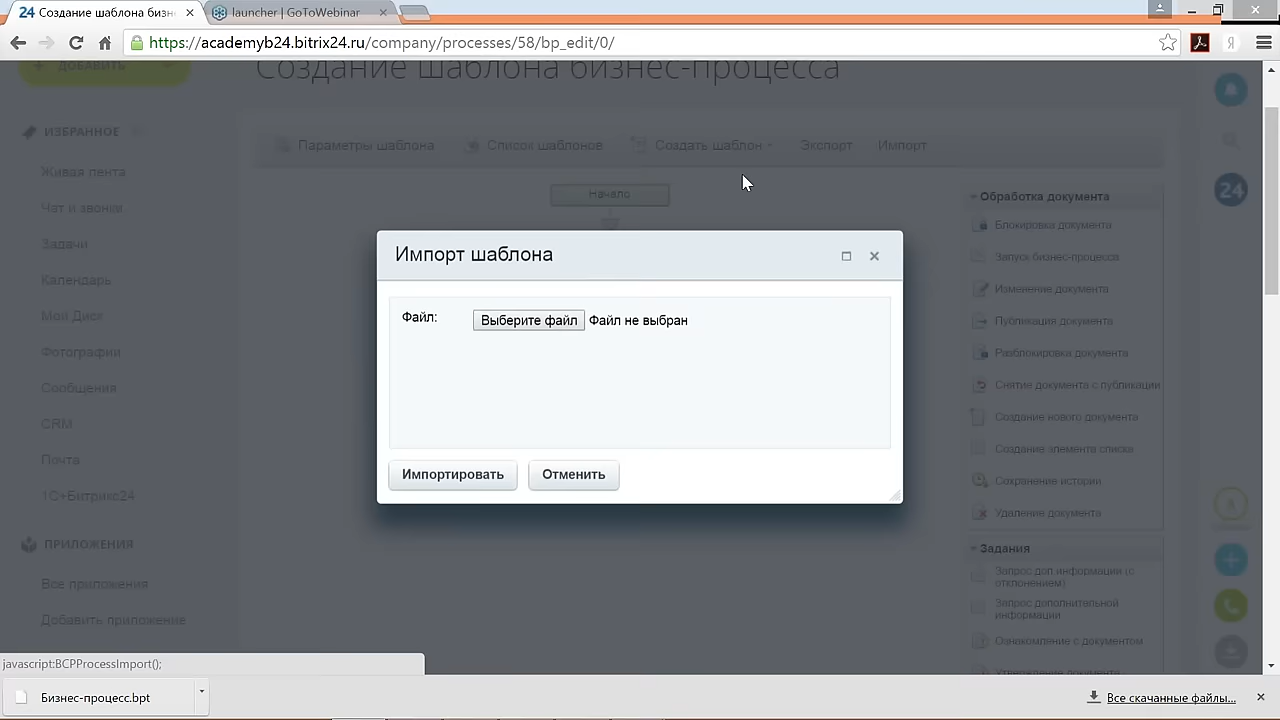 24 Создание шаблона бизн
launcher | GoToWebinar
https://academyb24.bitrix24.ru/company/processes/58/bp_edit/0/
ДОБАВИТЬ
Создание шаблона бизнес-процесса
ИЗБРАННОЕ
Живая лента
Чат и звонки
Задачи
Календарь
Мой Диск
Фотографии
Сообщения
CRM
Почта
1С+Битрикс24
ПРИЛОЖЕНИЯ
Все приложения
Добавить приложение
Параметры шаблона
Список шаблонов
Создать шаблон
Экспорт
Импорт
Начало
Импорт шаблона
Файл:
Выберите файл Файл не выбран
Импортировать
Отменить
Обработка документа
Блокировка документа
Запуск бизнес-процесса
Изменение документа
Публикация документа
Разблокировка документа
Снятие документа с публикации
Создание нового документа
Создание элемента списка
Сохранение истории
Удаление документа
Задания
Запрос доп.информации (с
отклонением)
Запрос дополнительной
информации
Ознакомление с документом
Утверждение документа
24
javascript:BCPProcessImport();
Бизнес-процесс.bpt
Все скачанные файлы...